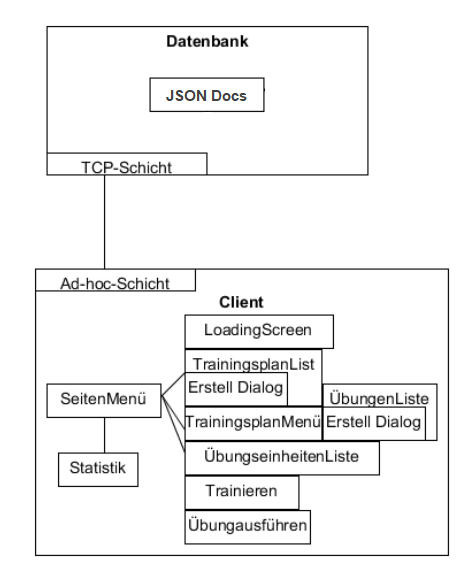 Datenbank
JSON Docs
TCP-Schicht
Ad-hoc-Schicht
Client
LoadingScreen
TrainingsplanList
Erstell Dialog
SeitenMenü
ÜbungenListe
TrainingsplanMenü
Erstell Dialog
Statistik
ÜbungseinheitenListe
Trainieren
Übungausführen